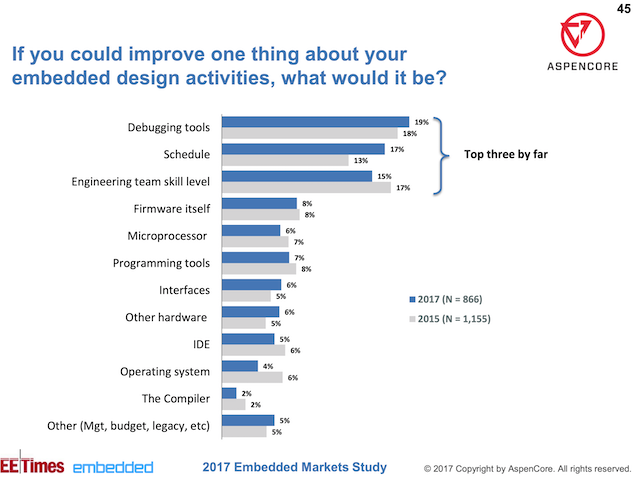 45
ASPENCORE
If you could improve one thing about your
embedded design activities, what would it be?
Debugging tools
19%
18%
Schedule
17%
13%
Engineering team skill level
15%
17%
Top three by far
Firmware itself
8%
8%
Microprocessor
6%
7%
Programming tools
7%
8%
Interfaces
6%
5%
Other hardware
6%
5%
IDE
5%
6%
Operating system
4%
6%
The Compiler
2%
2%
Other (Mgt, budget, legacy, etc)
5%
5%
2017 (N = 866)
2015 (N = 1,155)
EE Times embedded 2017 Embedded Markets Study © 2017 Copyright by AspenCore. All rights reserved.